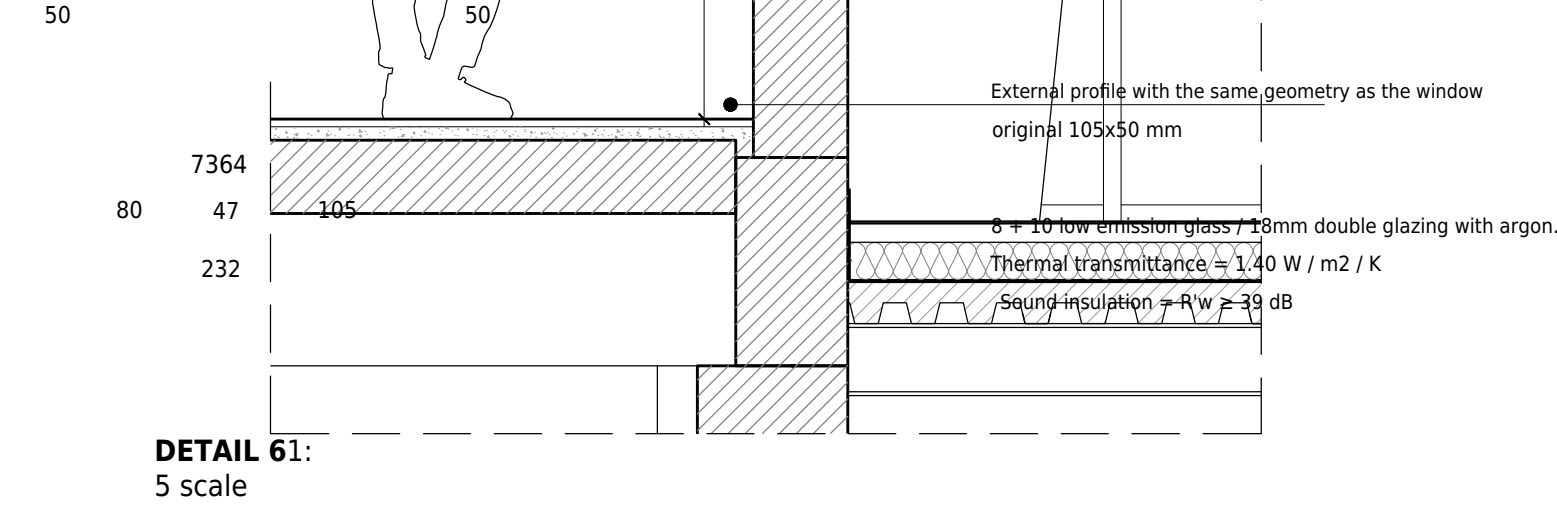 50
50
External profile with the same geometry as the window
original 105x50 mm
7364
80
47
105
8 + 10 low emission glass / 18mm double glazing with argon.
Thermal transmittance = 1.40 W / m2 / K
232
Sound insulation = R'w ≥ 39 dB
DETAIL 61:
5 scale